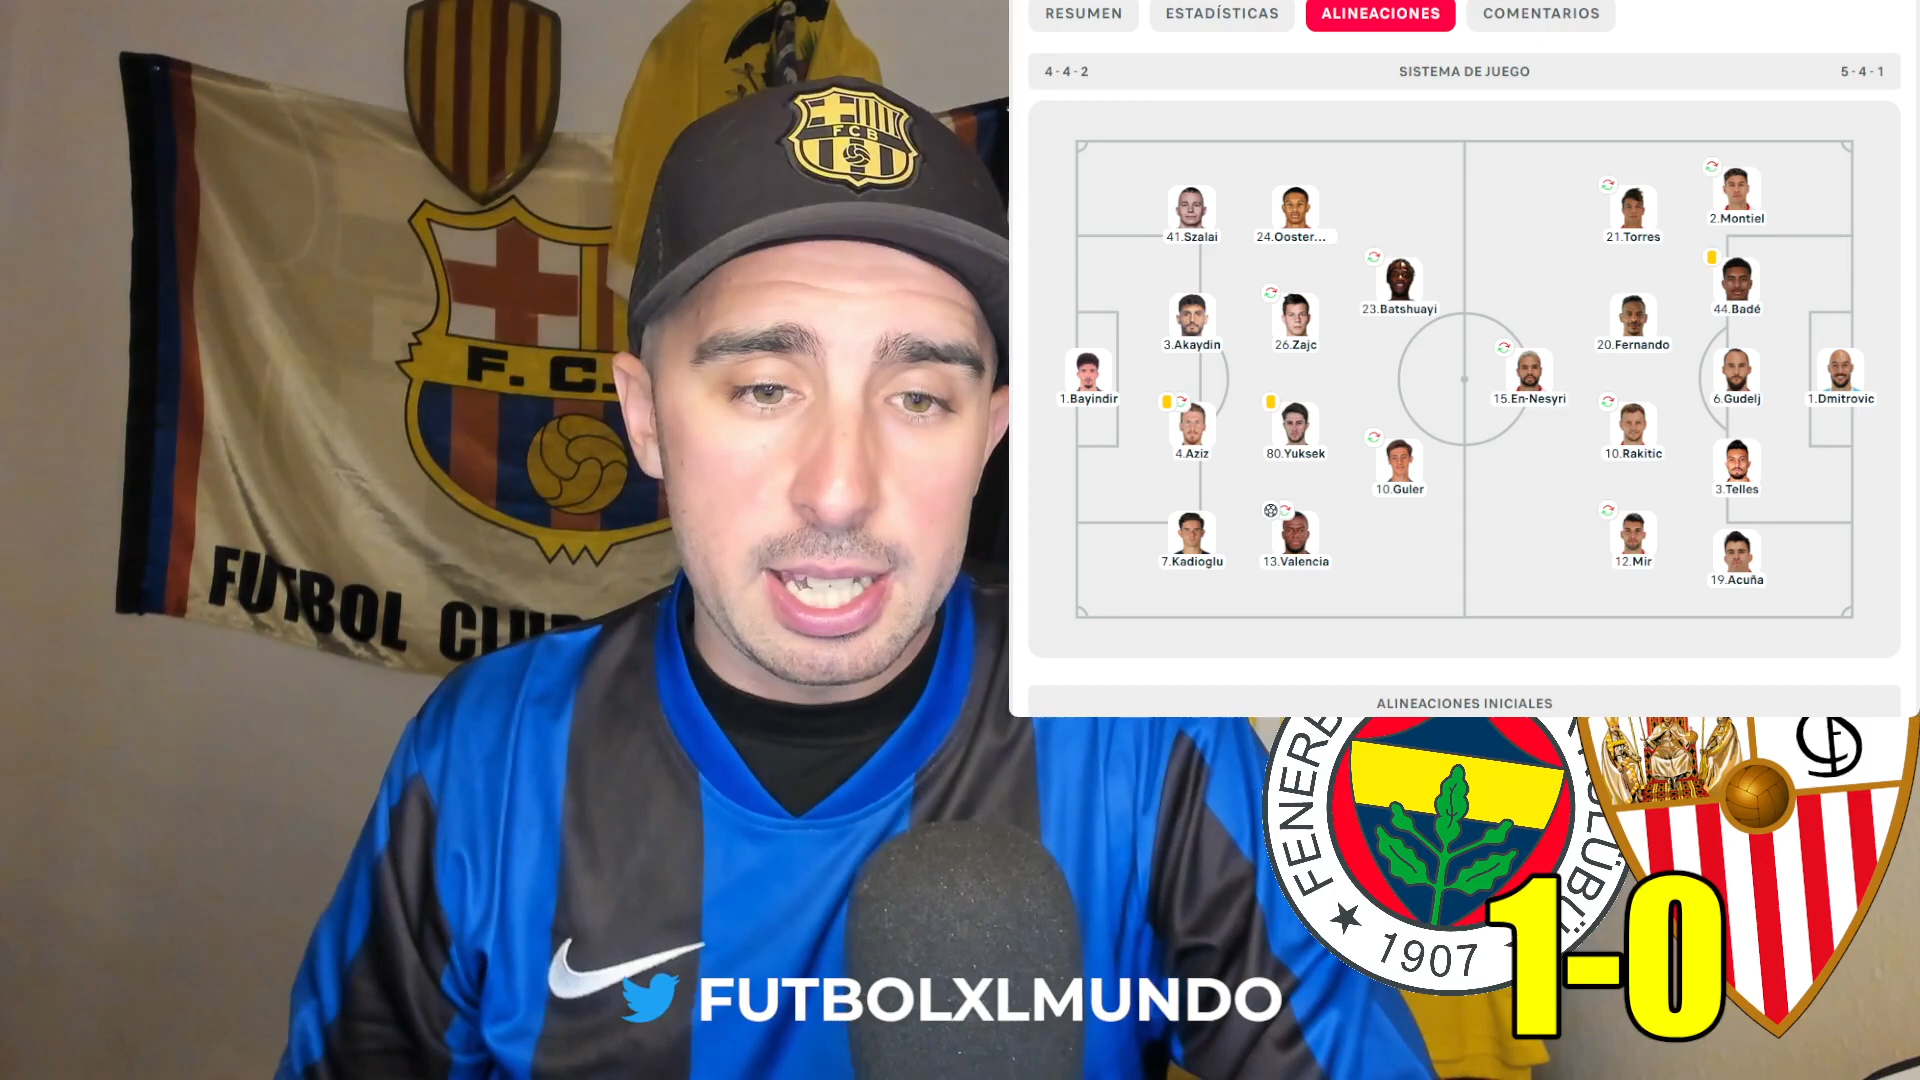 RESUMEN
ESTADÍSTICAS
ALINEACIONES
COMENTARIOS
4-4-2
SISTEMA DE JUEGO
5-4-1
2.Montiel
41.Szalai
24.Ooster...
21.Torres
23.Batshuayi
44.Badé
3.Akaydin
26.Zajc
20.Fernando
1.Bayindir
15.En-Nesyri
6.Gudelj
1.Dmitrovic
4.Aziz
80.Yuksek
10.Rakitic
10.Guler
3.Telles
7.Kadioglu
13.Valencia
12.Mir
19.Acuña
ALINEACIONES INICIALES
FCB
F. C.
FUTBOL CLU
FENERB
1907
1-0
FUTBOLXLMUNDO